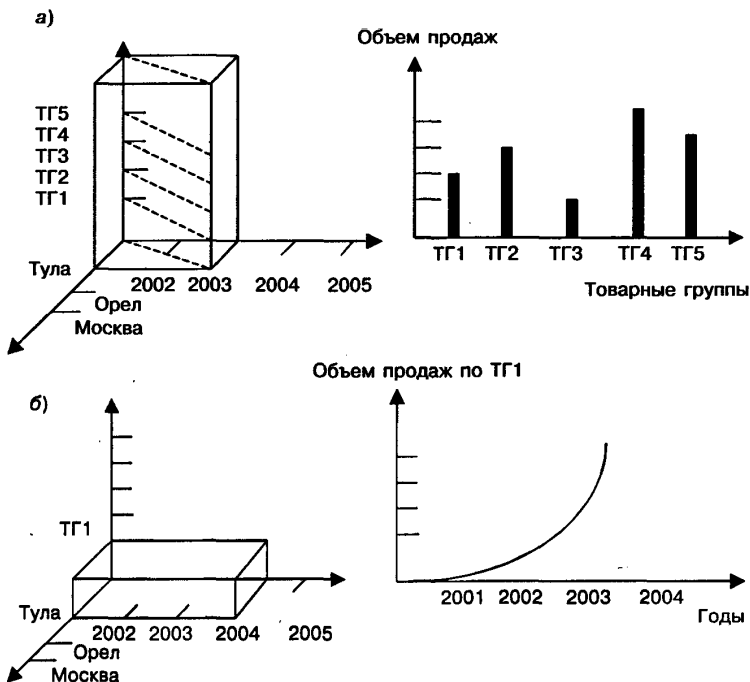 а)
Объем продаж
ТГ5
ТГ4
ТГ3
ТГ2
ТГ1
Тула
Орел
Москва
2002 2003 2004 2005
ТГ1 ТГ2 ТГ3 ТГ4 ТГ5
Товарные группы
б)
Объем продаж по ТГ1
ТГ1
Тула
Орел
Москва
2002 2003 2004 2005
2001 2002 2003 2004
Годы